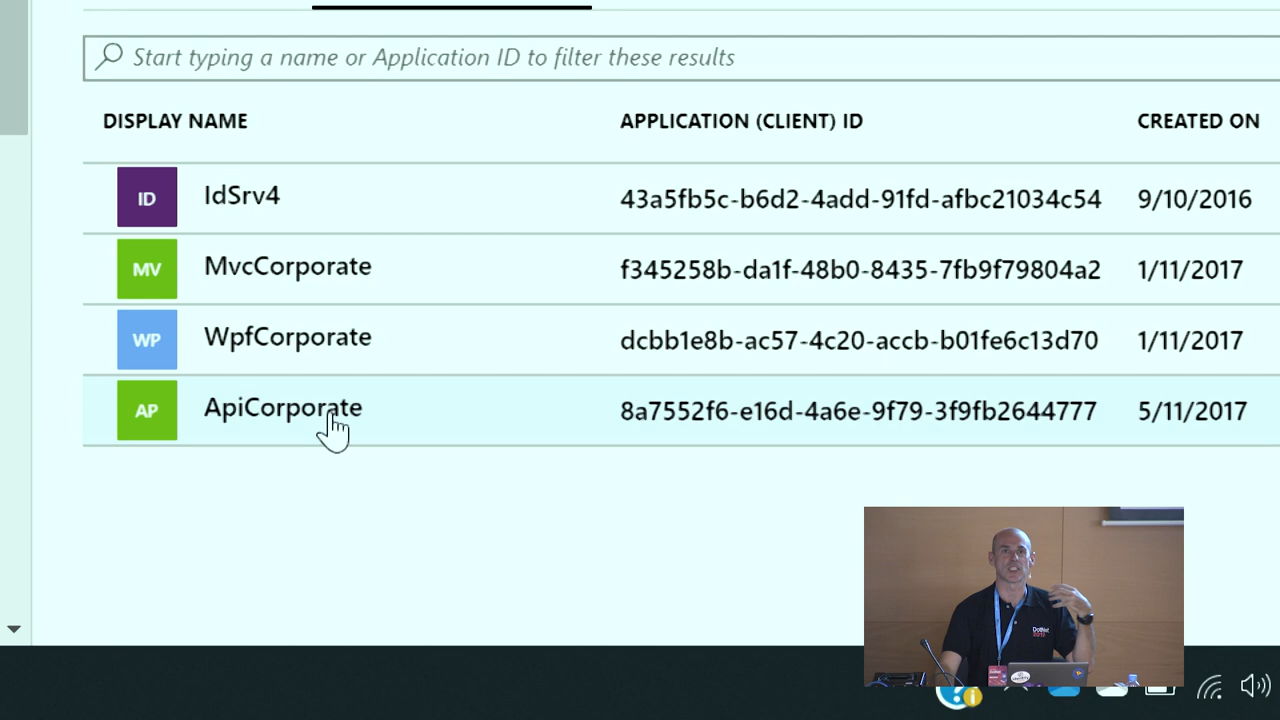 Start typing a name or Application ID to filter these results
DISPLAY NAME APPLICATION (CLIENT) ID CREATED ON
ID IdSrv4 43a5fb5c-b6d2-4add-91fd-afbc21034c54 9/10/2016
MV MvcCorporate f345258b-da1f-48b0-8435-7fb9f79804a2 1/11/2017
WP WpfCorporate dcbb1e8b-ac57-4c20-accb-b01fe6c13d70 1/11/2017
AP ApiCorporate 8a7552f6-e16d-4a6e-9f79-3f9fb2644777 5/11/2017
DotNet